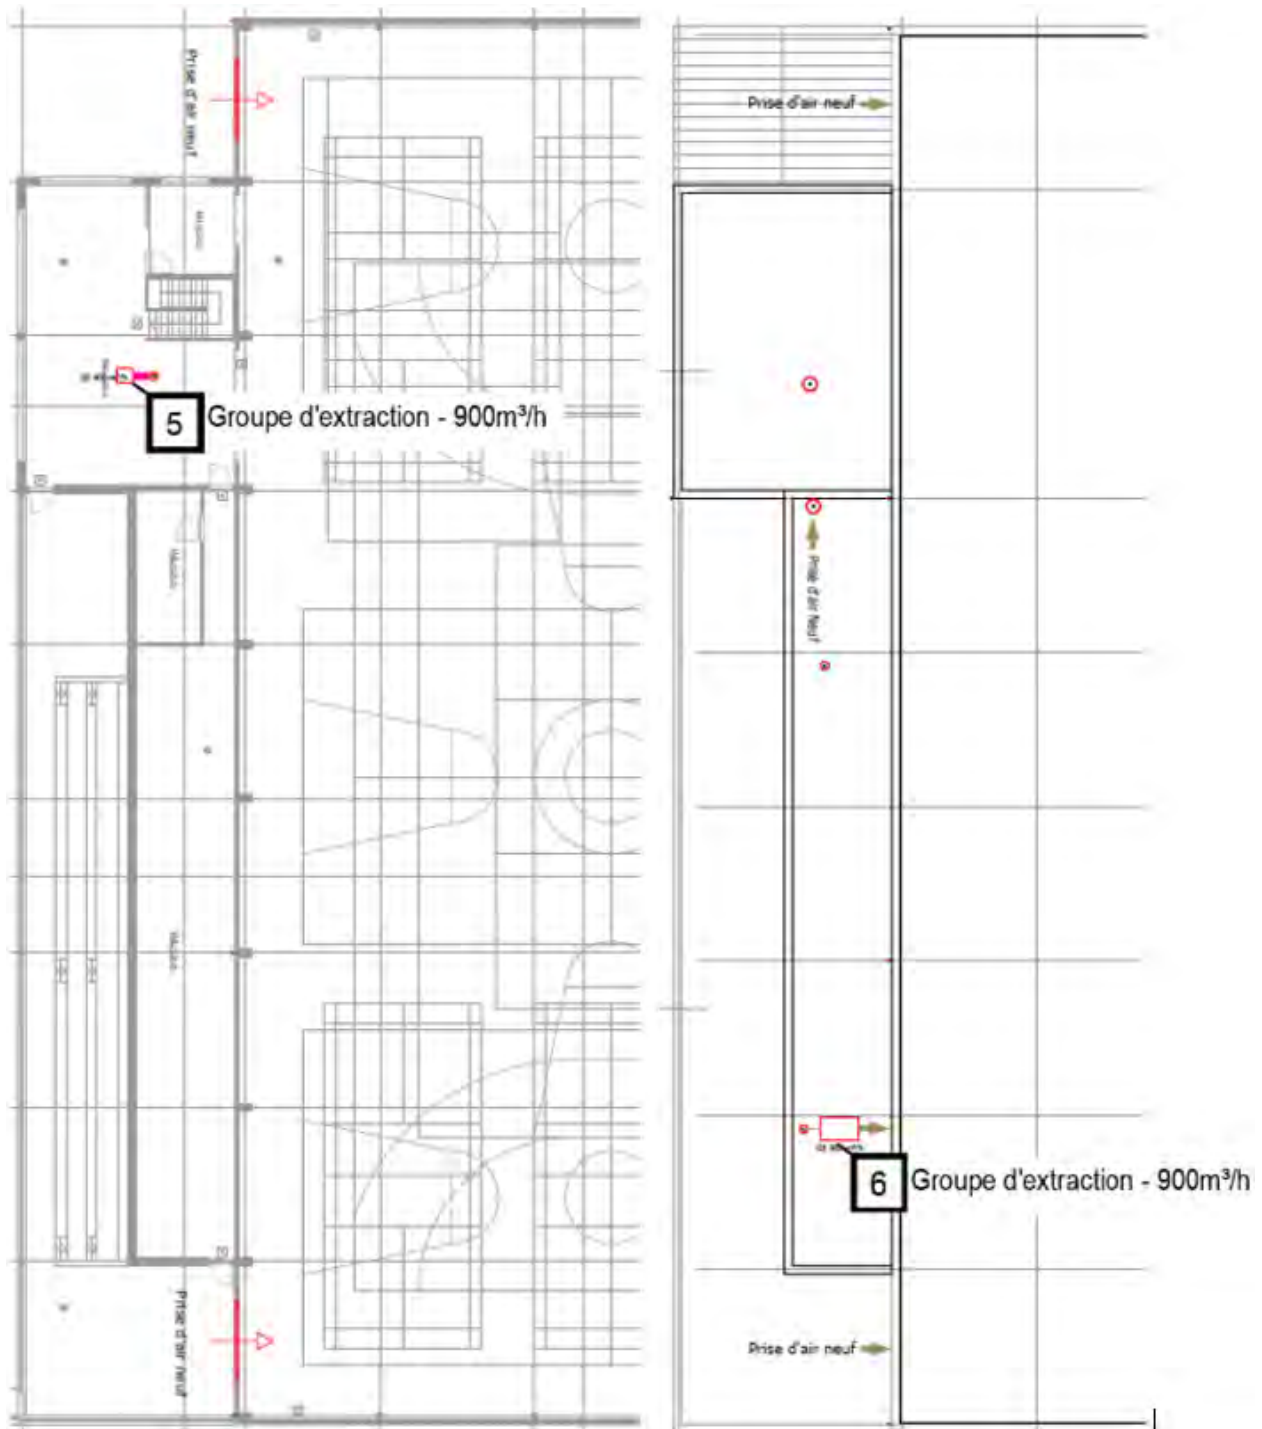 Prise d'air neuf
5
Groupe d'extraction - 900m³/h
Prise d'air neuf
Prise d'air neuf
Prise d'air Neuf
6
Groupe d'extraction - 900m³/h
Prise d'air neuf